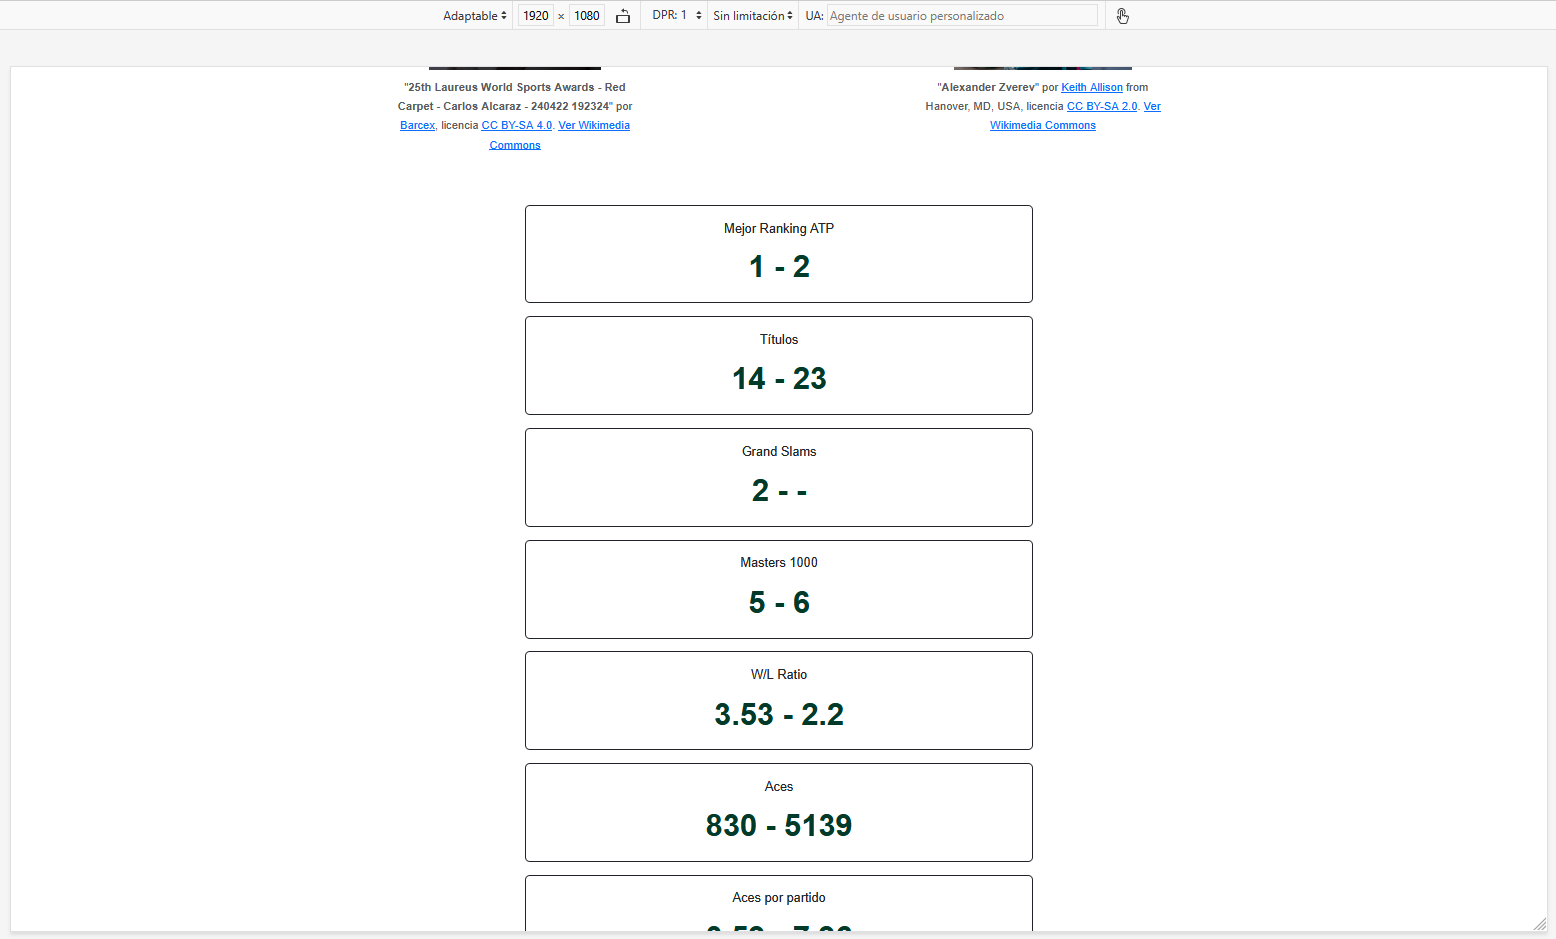 Adaptable 1920 × 1080 DPR: 1 Sin limitación UA: Agente de usuario personalizado
"25th Laureus World Sports Awards - Red
Carpet - Carlos Alcaraz - 240422 192324" por
Barcex, licencia CC BY-SA 4.0. Ver Wikimedia
Commons
"Alexander Zverev" por Keith Allison from
Hanover, MD, USA, licencia CC BY-SA 2.0. Ver
Wikimedia Commons
Mejor Ranking ATP
1 - 2
Títulos
14 - 23
Grand Slams
2 - -
Masters 1000
5 - 6
W/L Ratio
3.53 - 2.2
Aces
830 - 5139
Aces por partido